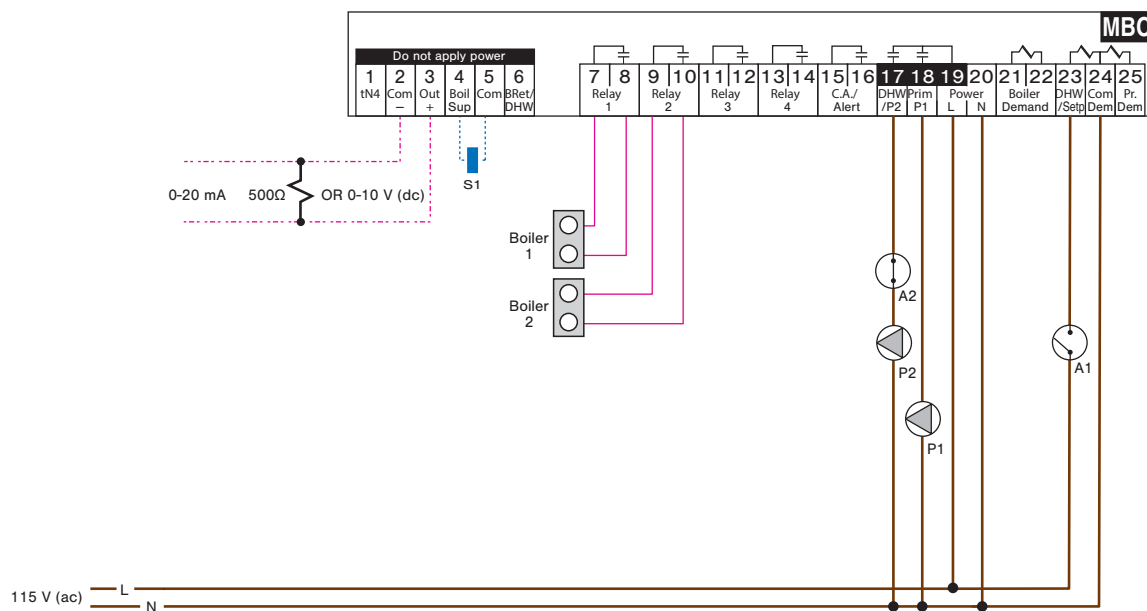 MBC
Do not apply power
1 2 3 4 5 6 7 8 9 10 11 12 13 14 15 16 17 18 19 20 21 22 23 24 25
tN4 Com − Out + Boil Sup Com BRet/ DHW
Relay 1 Relay 2 Relay 3 Relay 4 C.A./ Alert DHW /P2 Prim P1 Power L N Boiler Demand DHW /Setp Com Dem Pr. Dem
S1
0-20 mA 500Ω OR 0-10 V (dc)
Boiler 1
Boiler 2
A2
P2
A1
P1
115 V (ac)
L
N